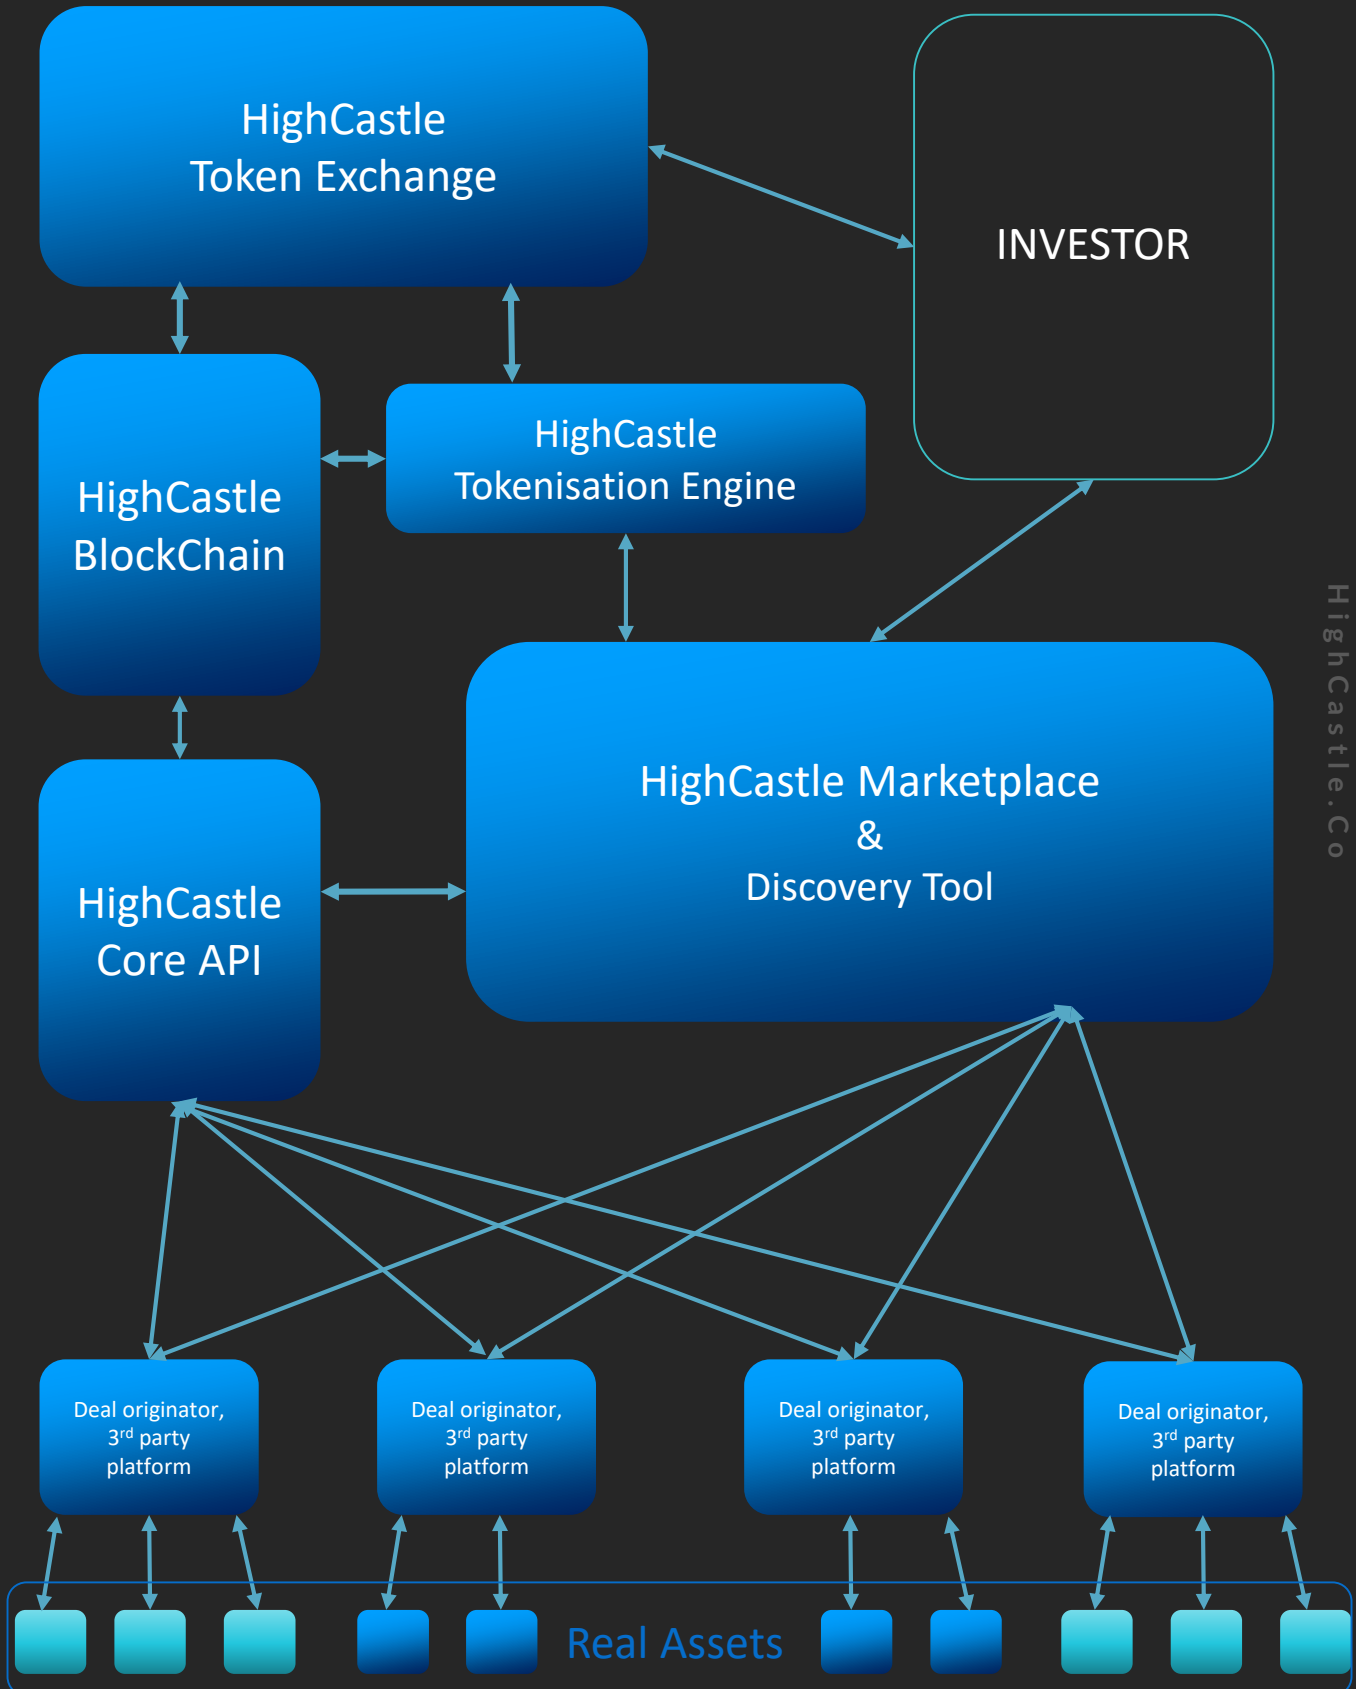 HighCastle
Token Exchange
INVESTOR
HighCastle
Tokenisation Engine
HighCastle
BlockChain
HighCastle Marketplace
&
Discovery Tool
HighCastle
Core API
HighCastle.Co
Deal originator,
3rd party
platform
Deal originator,
3rd party
platform
Deal originator,
3rd party
platform
Deal originator,
3rd party
platform
Real Assets